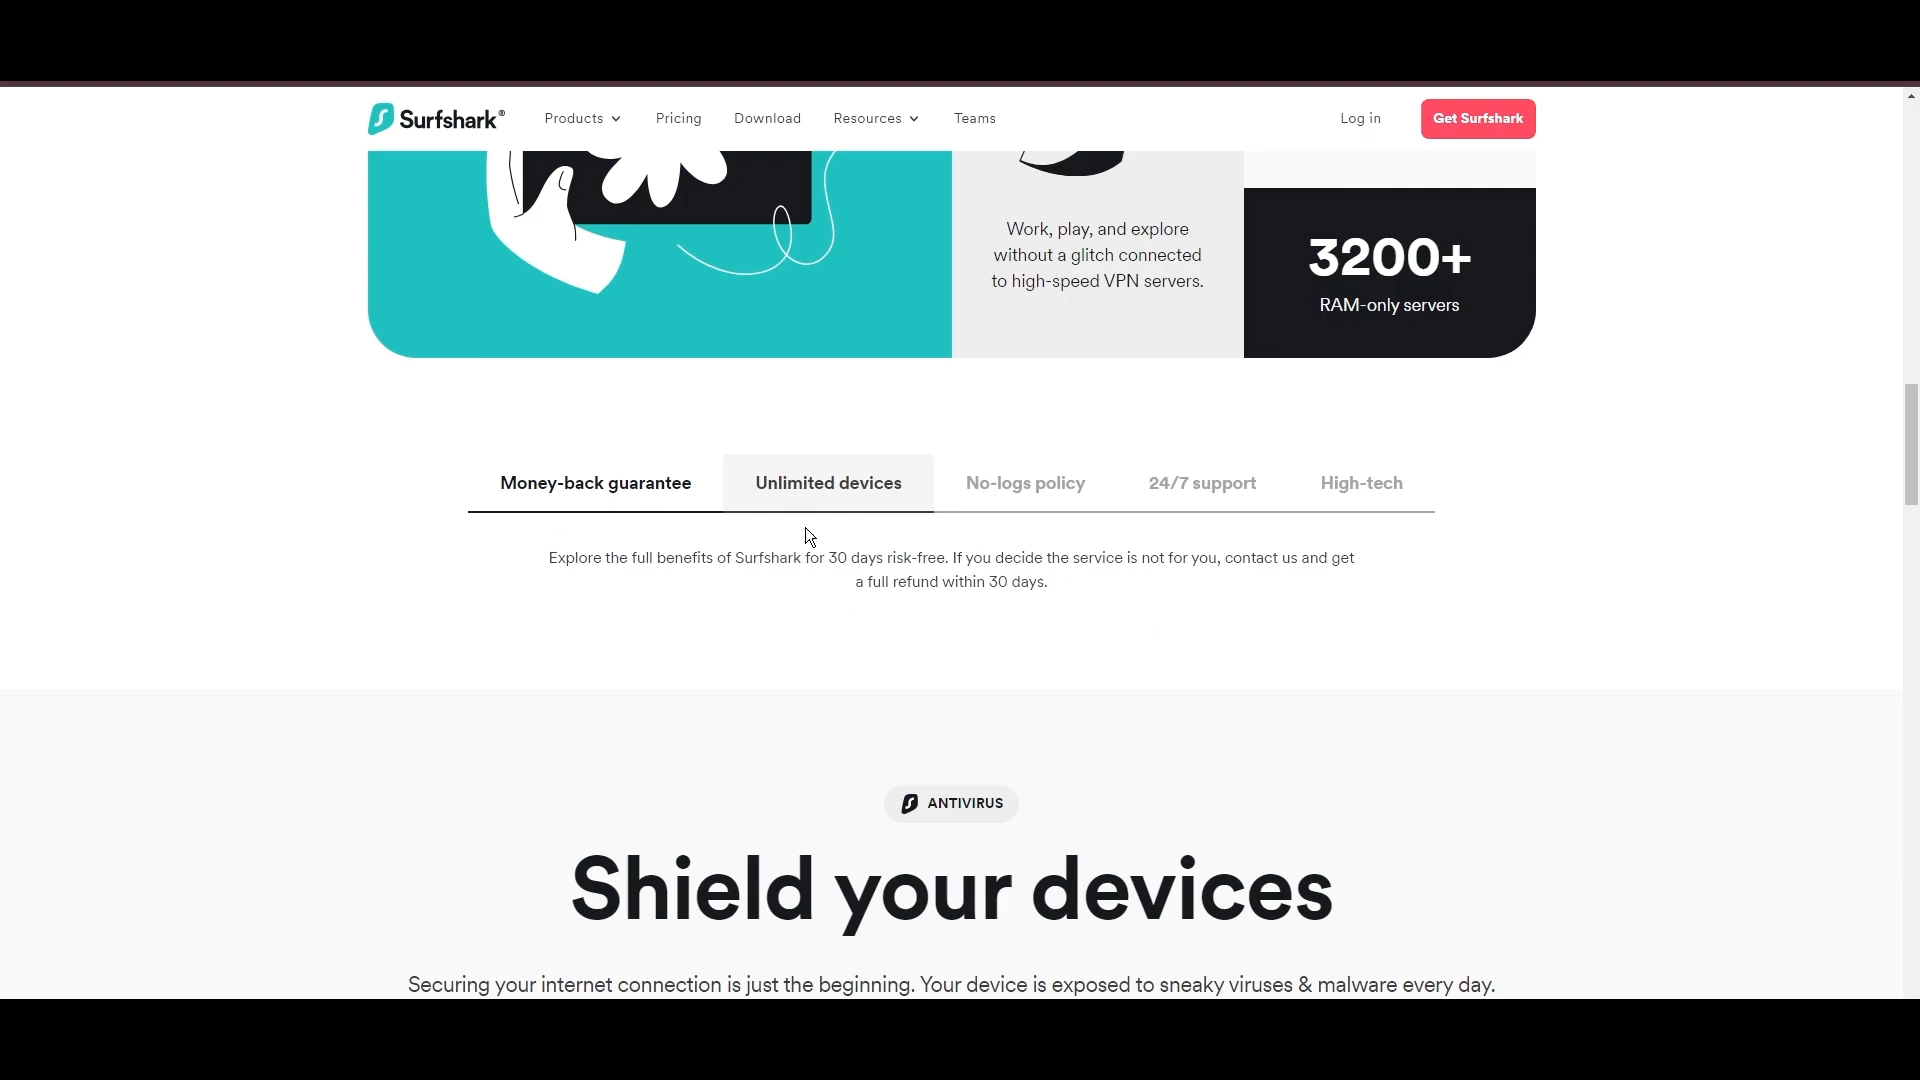 Surfshark®
Products
Pricing
Download
Resources
Teams
Log in
Get Surfshark
Work, play, and explore
without a glitch connected
to high-speed VPN servers.
3200+
RAM-only servers
Money-back guarantee
Unlimited devices
No-logs policy
24/7 support
High-tech
Explore the full benefits of Surfshark for 30 days risk-free. If you decide the service is not for you, contact us and get
a full refund within 30 days.
ANTIVIRUS
Shield your devices
Securing your internet connection is just the beginning. Your device is exposed to sneaky viruses & malware every day.